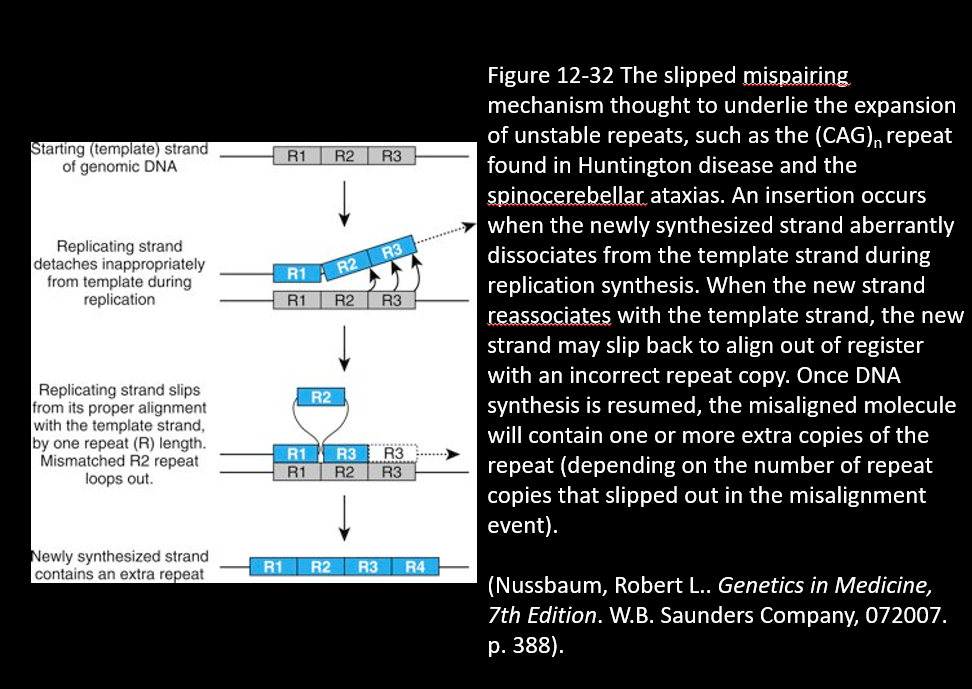 Starting (template) strand
of genomic DNA
R1 R2 R3
Replicating strand
detaches inappropriately
from template during
replication
R1 R2 R3
R1 R2 R3
Replicating strand slips
from its proper alignment
with the template strand,
by one repeat (R) length.
Mismatched R2 repeat
loops out.
R2
R1 R3 R3
R1 R2 R3
Newly synthesized strand
contains an extra repeat
R1 R2 R3 R4
Figure 12-32 The slipped mispairing
mechanism thought to underlie the expansion
of unstable repeats, such as the (CAG)n repeat
found in Huntington disease and the
spinocerebellar ataxias. An insertion occurs
when the newly synthesized strand aberrantly
dissociates from the template strand during
replication synthesis. When the new strand
reassociates with the template strand, the new
strand may slip back to align out of register
with an incorrect repeat copy. Once DNA
synthesis is resumed, the misaligned molecule
will contain one or more extra copies of the
repeat (depending on the number of repeat
copies that slipped out in the misalignment
event).
(Nussbaum, Robert L.. Genetics in Medicine,
7th Edition. W.B. Saunders Company, 072007.
p. 388).